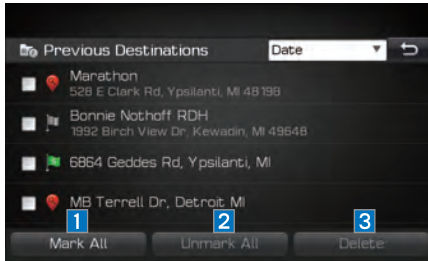 Previous Destinations
Date
Marathon
528 E Clark Rd, Ypsilanti, MI 48198
Bonnie Nothoff RDH
1992 Birch View Dr, Kewadin, MI 49648
6864 Geddes Rd, Ypsilanti, MI
MB Terrell Dr, Detroit MI
1 2 3
Mark All Unmark All Delete